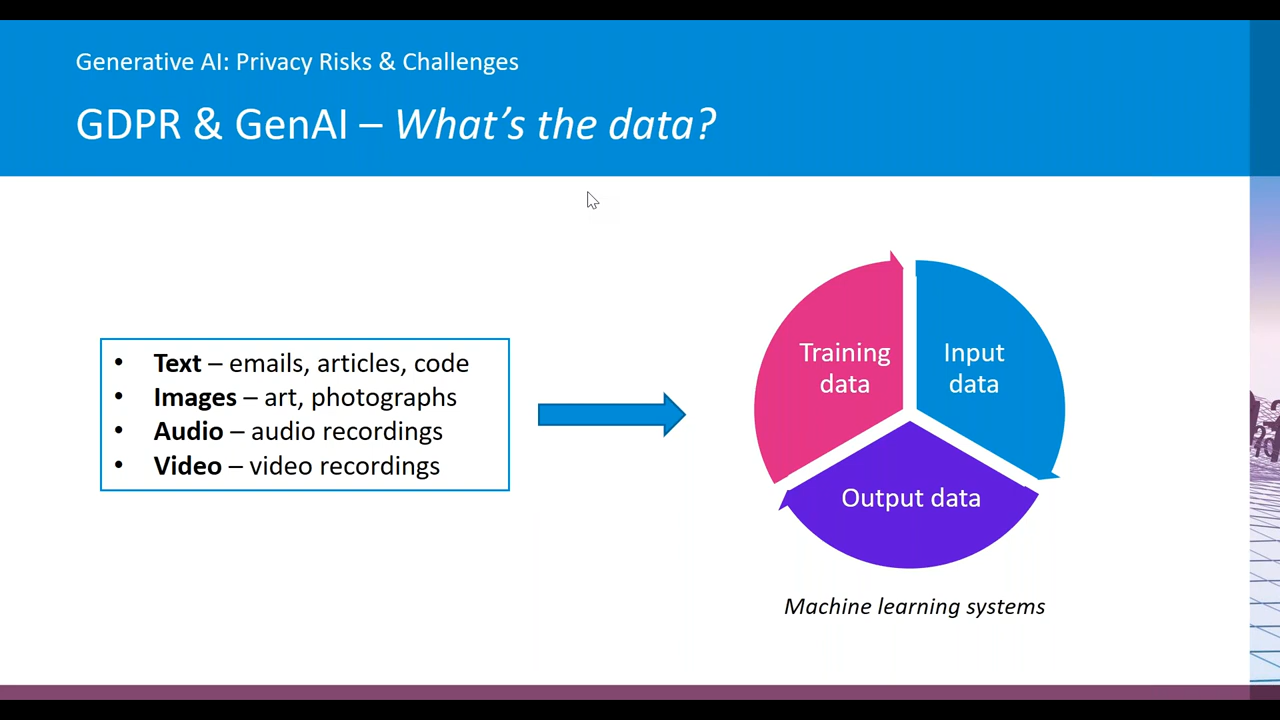 Generative AI: Privacy Risks & Challenges
GDPR & GenAI – What's the data?
• Text – emails, articles, code
• Images – art, photographs
• Audio – audio recordings
• Video – video recordings
Training
data
Input
data
Output data
Machine learning systems